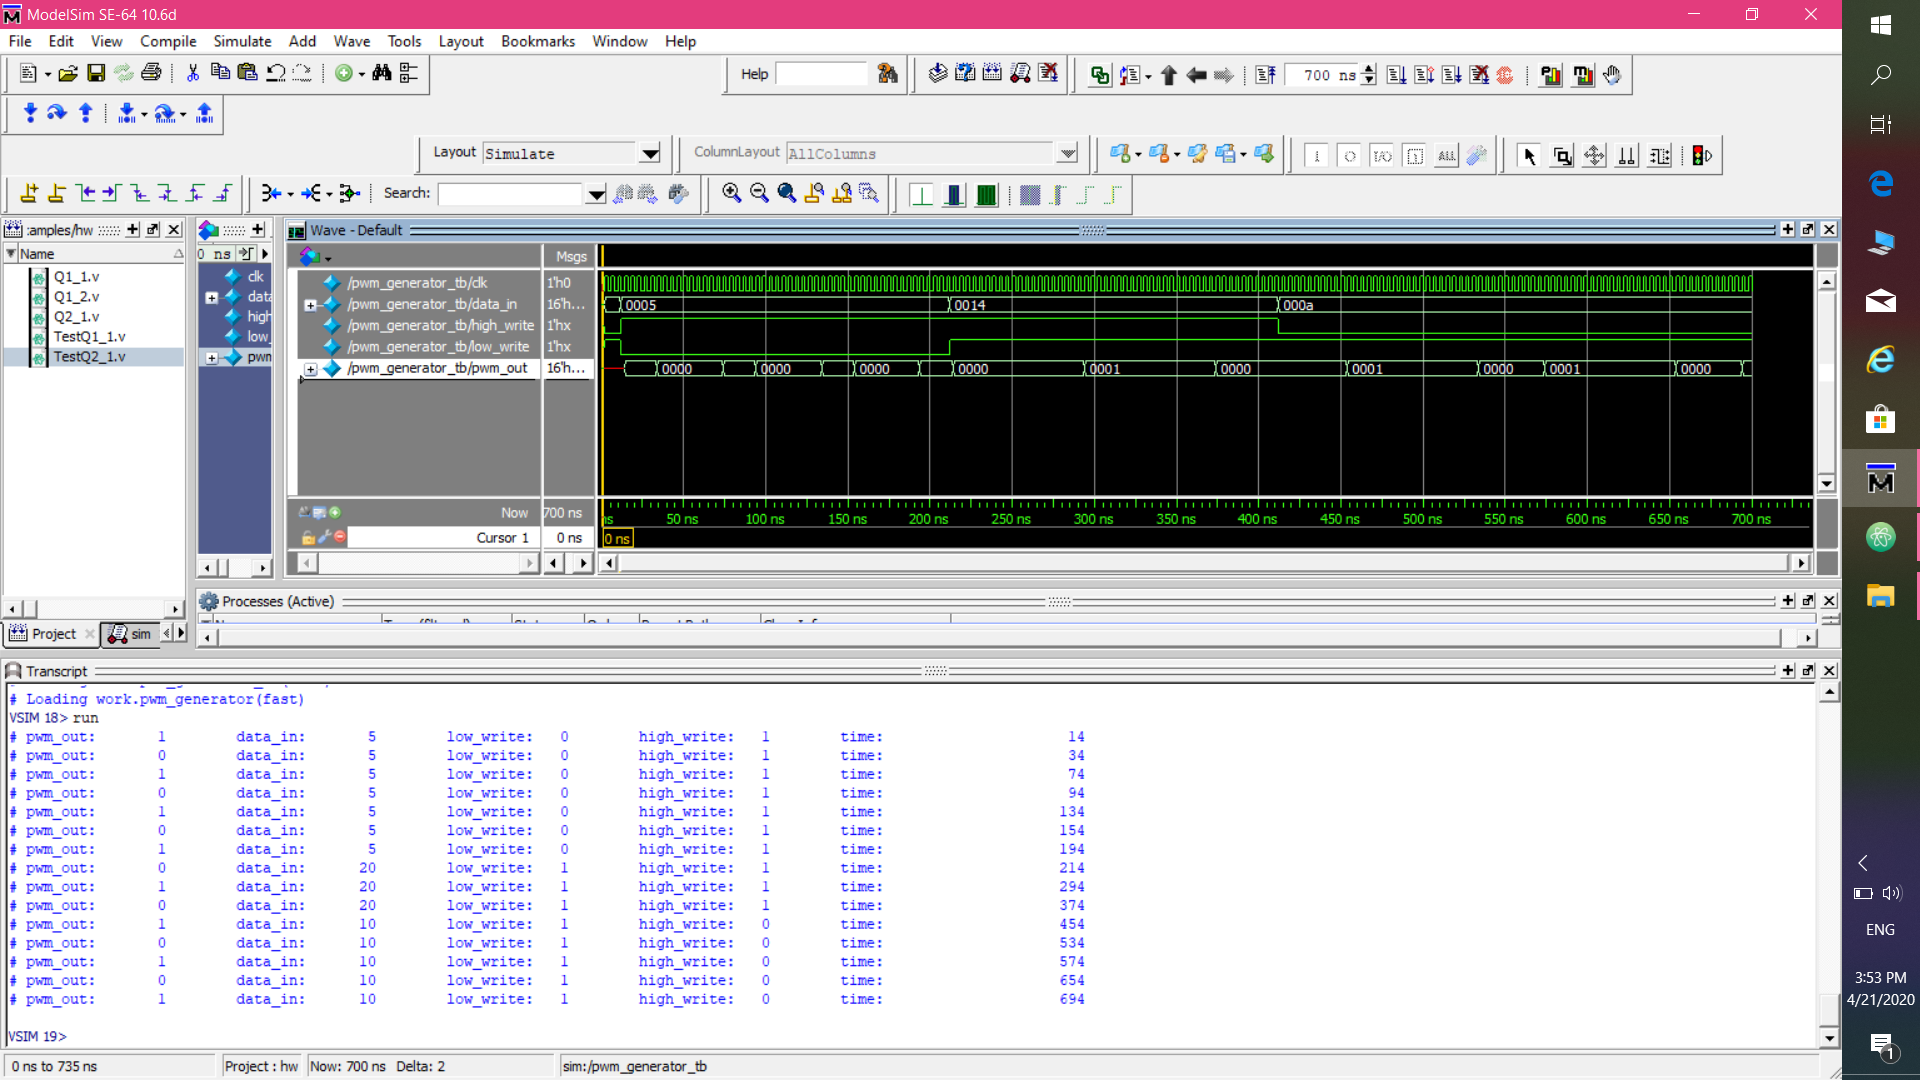 ModelSim SE-64 10.6d
File Edit View Compile Simulate Add Wave Tools Layout Bookmarks Window Help
Help
700 ns
Layout Simulate
ColumnLayout AllColumns
ALL
Search:
:amples/hw
Name
Q1_1.v
Q1_2.v
Q2_1.v
TestQ1_1.v
TestQ2_1.v
Project
sim
0 ns
clk
data
high
low_
pwm
Wave - Default
Msgs
/pwm_generator_tb/clk 1'h0
/pwm_generator_tb/data_in 16'h... 0005 0014 000a
/pwm_generator_tb/high_write 1'hx
/pwm_generator_tb/low_write 1'hx
/pwm_generator_tb/pwm_out 16'h... 0000 0000 0000 0000 0001 0000 0001 0000 0001 0000
Now 700 ns
ns 50 ns 100 ns 150 ns 200 ns 250 ns 300 ns 350 ns 400 ns 450 ns 500 ns 550 ns 600 ns 650 ns 700 ns
Cursor 1 0 ns
0 ns
Processes (Active)
Transcript
# Loading work.pwm_generator(fast)
VSIM 18> run
# pwm_out: 1 data_in: 5 low_write: 0 high_write: 1 time: 14
# pwm_out: 0 data_in: 5 low_write: 0 high_write: 1 time: 34
# pwm_out: 1 data_in: 5 low_write: 0 high_write: 1 time: 74
# pwm_out: 0 data_in: 5 low_write: 0 high_write: 1 time: 94
# pwm_out: 1 data_in: 5 low_write: 0 high_write: 1 time: 134
# pwm_out: 0 data_in: 5 low_write: 0 high_write: 1 time: 154
# pwm_out: 1 data_in: 5 low_write: 0 high_write: 1 time: 194
# pwm_out: 0 data_in: 20 low_write: 1 high_write: 1 time: 214
# pwm_out: 1 data_in: 20 low_write: 1 high_write: 1 time: 294
# pwm_out: 0 data_in: 20 low_write: 1 high_write: 1 time: 374
# pwm_out: 1 data_in: 10 low_write: 1 high_write: 0 time: 454
# pwm_out: 0 data_in: 10 low_write: 1 high_write: 0 time: 534
# pwm_out: 1 data_in: 10 low_write: 1 high_write: 0 time: 574
# pwm_out: 0 data_in: 10 low_write: 1 high_write: 0 time: 654
# pwm_out: 1 data_in: 10 low_write: 1 high_write: 0 time: 694
VSIM 19>
0 ns to 735 ns
Project : hw
Now: 700 ns Delta: 2
sim:/pwm_generator_tb
ENG
3:53 PM
4/21/2020
1